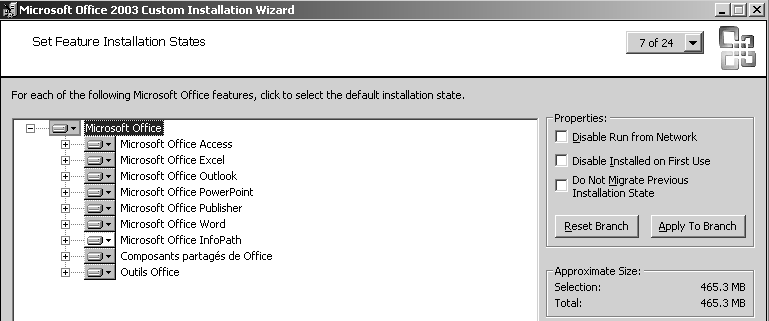 Microsoft Office 2003 Custom Installation Wizard
Set Feature Installation States
7 of 24
For each of the following Microsoft Office features, click to select the default installation state.
Microsoft Office
Microsoft Office Access
Microsoft Office Excel
Microsoft Office Outlook
Microsoft Office PowerPoint
Microsoft Office Publisher
Microsoft Office Word
Microsoft Office InfoPath
Composants partagés de Office
Outils Office
Properties:
Disable Run from Network
Disable Installed on First Use
Do Not Migrate Previous
Installation State
Reset Branch Apply To Branch
Approximate Size:
Selection: 465.3 MB
Total: 465.3 MB